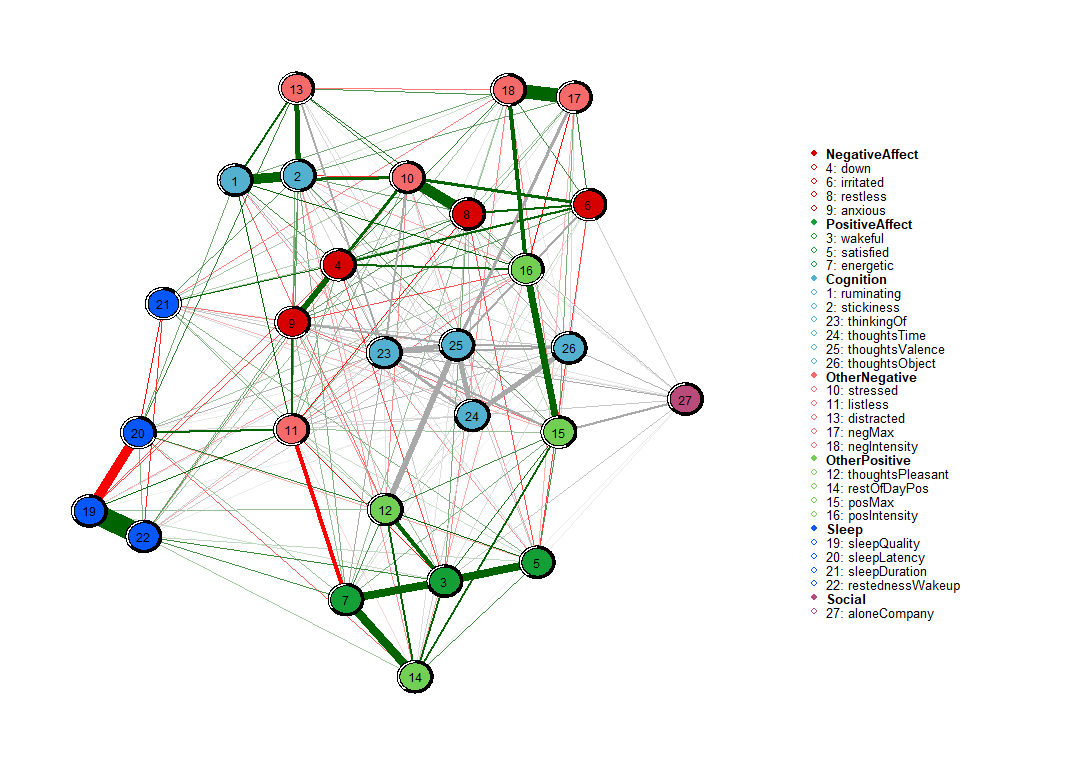 13
18
17
1
2
10
8
6
4
16
21
9
23
25
26
24
27
20
11
15
19
22
12
5
3
7
14
NegativeAffect
4: down
6: irritated
8: restless
9: anxious
PositiveAffect
3: wakeful
5: satisfied
7: energetic
Cognition
1: ruminating
2: stickiness
23: thinkingOf
24: thoughtsTime
25: thoughtsValence
26: thoughtsObject
OtherNegative
10: stressed
11: listless
13: distracted
17: negMax
18: negIntensity
OtherPositive
12: thoughtsPleasant
14: restOfDayPos
15: posMax
16: posIntensity
Sleep
19: sleepQuality
20: sleepLatency
21: sleepDuration
22: restednessWakeup
Social
27: aloneCompany